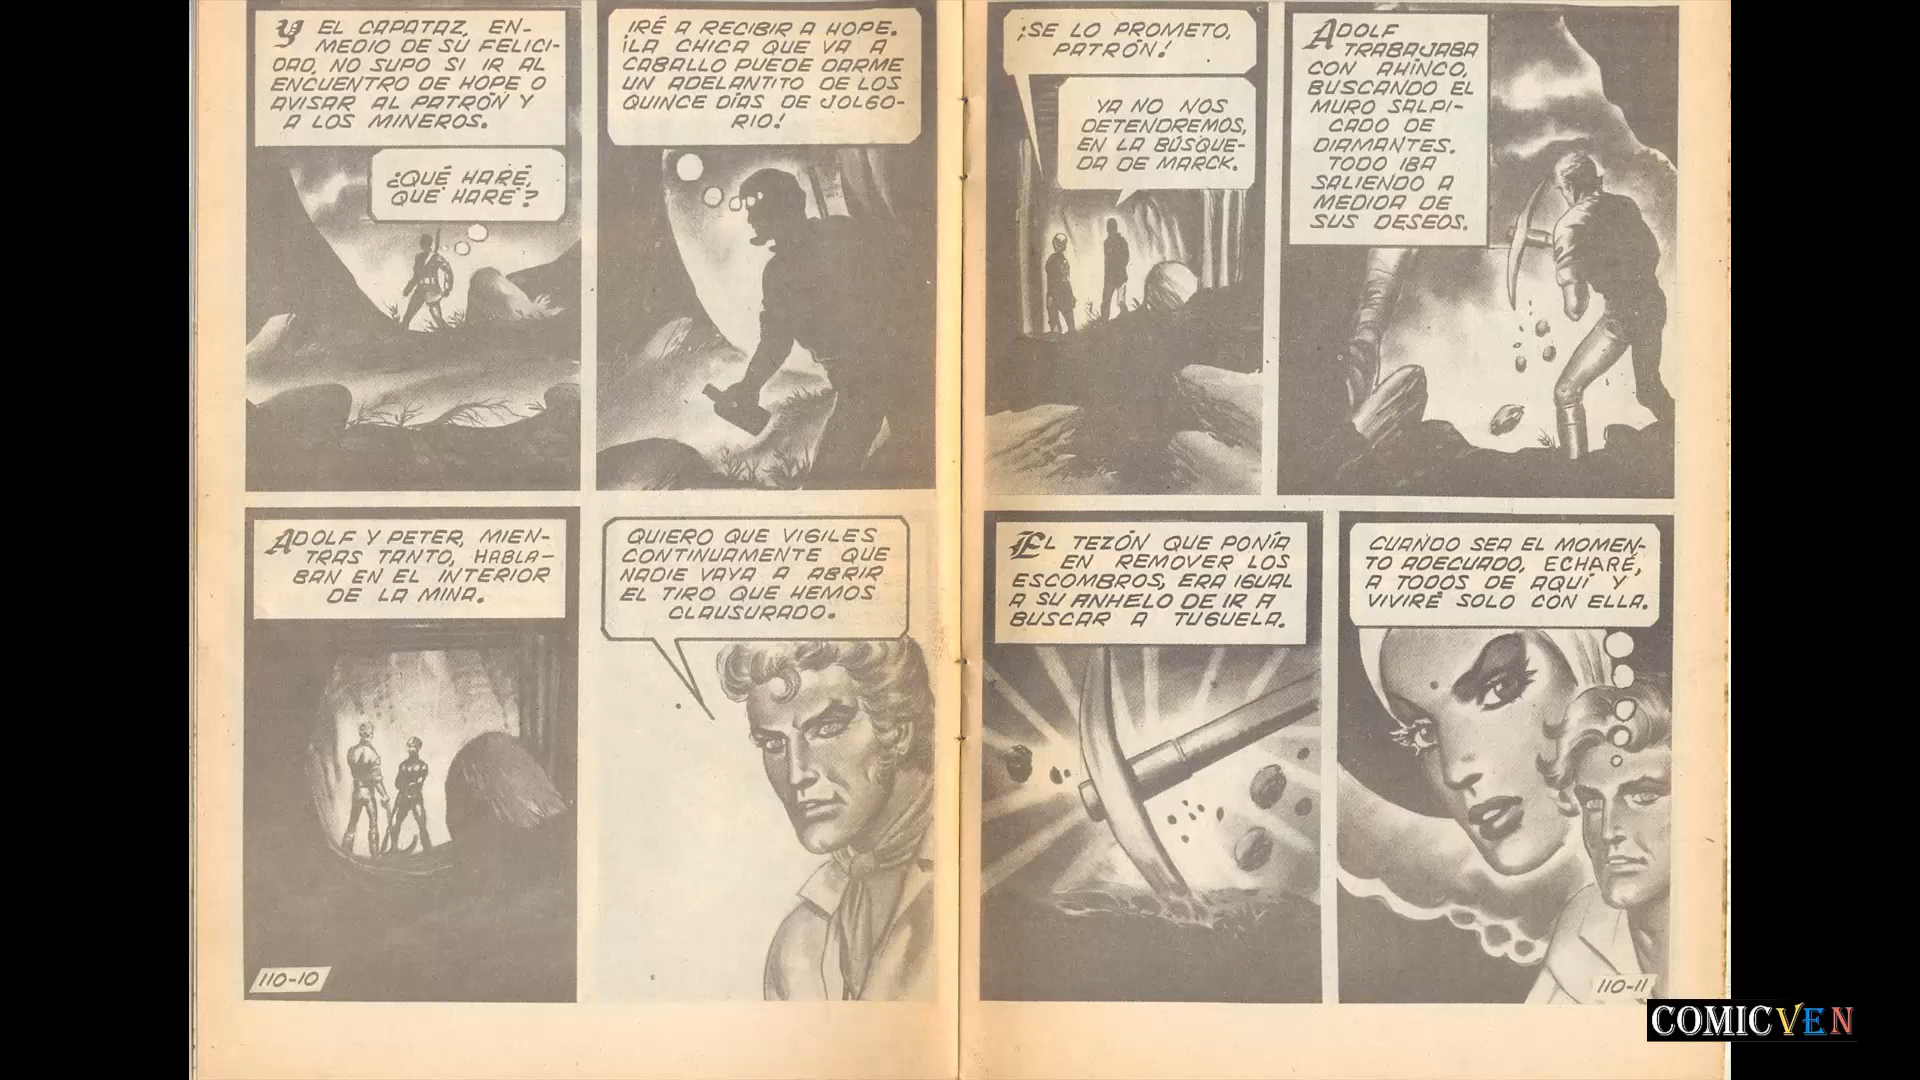 Y EL CAPATAZ, EN-
MEDIO DE SU FELICI-
DAD, NO SUPO SI IR AL
ENCUENTRO DE HOPE O
AVISAR AL PATRÓN Y
A LOS MINEROS.
¿QUÉ HARÉ,
QUÉ HARÉ?
¡IRÉ A RECIBIR A HOPE.
¡LA CHICA QUE VA A
CABALLO PUEDE DARME
UN ADELANTITO DE LOS
QUINCE DÍAS DE JOLGO-
RIO!
ADOLF Y PETER, MIEN-
TRAS TANTO, HABLA-
BAN EN EL INTERIOR
DE LA MINA.
QUIERO QUE VIGILES
CONTINUAMENTE QUE
NADIE VAYA A ABRIR
EL TIRO QUE HEMOS
CLAUSURADO.
110-10
¡SE LO PROMETO,
PATRÓN!
YA NO NOS
DETENDREMOS,
EN LA BÚSQUE-
DA DE MARCK.
ADOLF
TRABAJABA
CON AHÍNCO,
BUSCANDO EL
MURO SALPI-
CADO DE
DIAMANTES.
TODO IBA
SALIENDO A
MEDIDA DE
SUS DESEOS.
EL TEZÓN QUE PONÍA
EN REMOVER LOS
ESCOMBROS, ERA IGUAL
A SU ANHELO DE IR A
BUSCAR A TUGUELA.
CUANDO SEA EL MOMEN-
TO ADECUADO, ECHARÉ,
A TODOS DE AQUÍ Y
VIVIRÉ SOLO CON ELLA.
110-11
COMICVEN